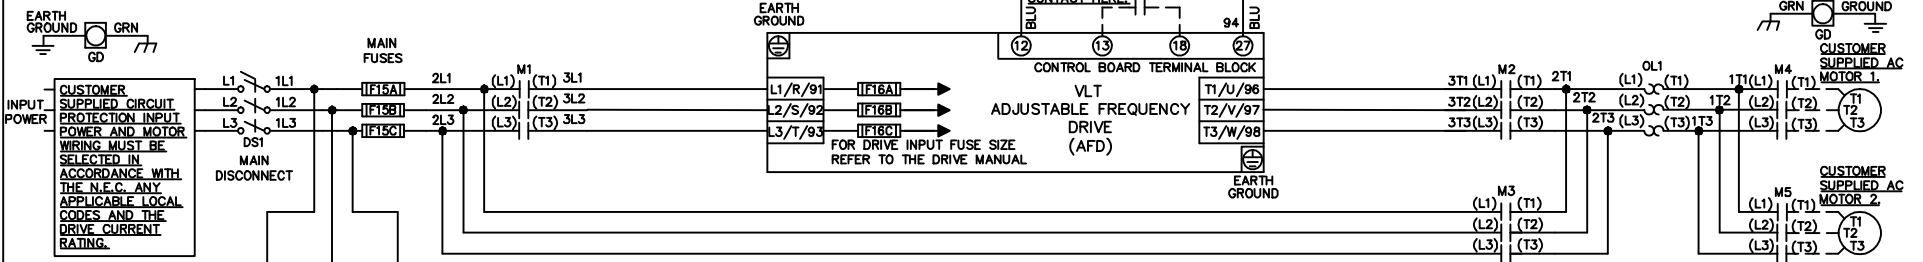 EARTH
GROUND
GRN
GD
INPUT
POWER
CUSTOMER
SUPPLIED CIRCUIT
PROTECTION INPUT
POWER AND MOTOR
WIRING MUST BE
SELECTED IN
ACCORDANCE WITH
THE N.E.C. ANY
APPLICABLE LOCAL
CODES AND THE
DRIVE CURRENT
RATING.
L1 1L1
L2 1L2
L3 1L3
DS1
MAIN
DISCONNECT
MAIN
FUSES
F15A
F15B
F15C
2L1
2L2
2L3
M1
(L1) (T1) 3L1
(L2) (T2) 3L2
(L3) (T3) 3L3
EARTH
GROUND
BLU
94 BLU
12 13 18 27
CONTROL BOARD TERMINAL BLOCK
L1/R/91
L2/S/92
L3/T/93
F16A
F16B
F16C
FOR DRIVE INPUT FUSE SIZE
REFER TO THE DRIVE MANUAL
VLT
ADJUSTABLE FREQUENCY
DRIVE
(AFD)
T1/U/96
T2/V/97
T3/W/98
EARTH
GROUND
M2
3T1 (L1) (T1) 2T1
3T2 (L2) (T2) 2T2
3T3 (L3) (T3) 2T3
M3
(L1) (T1)
(L2) (T2)
(L3) (T3)
OL1
(L1) (T1) 1T1
(L2) (T2) 1T2
(L3) (T3) 1T3
GRN
GROUND
GD
M4
(L1) (T1)
(L2) (T2)
(L3) (T3)
CUSTOMER
SUPPLIED AC
MOTOR 1.
T1
T2
T3
M5
(L1) (T1)
(L2) (T2)
(L3) (T3)
CUSTOMER
SUPPLIED AC
MOTOR 2.
T1
T2
T3